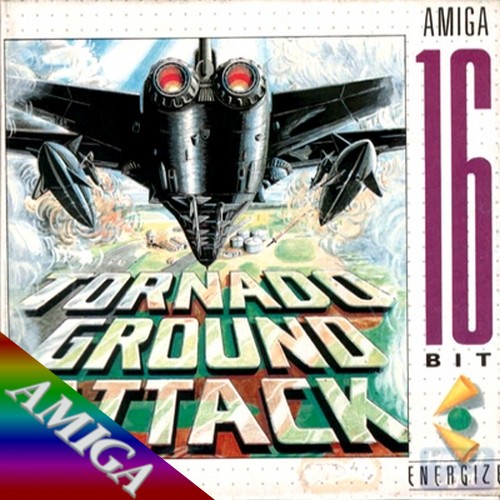 AMIGA
16
BIT
TORNADO
GROUND
ATTACK
AMIGA
ENERGIZE